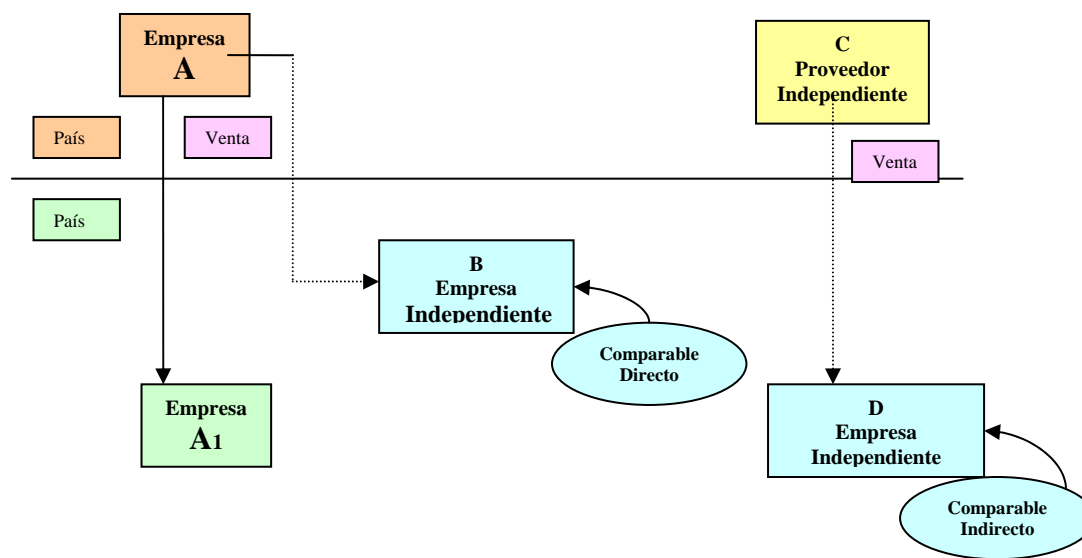 Empresa
A
C
Proveedor
Independiente
País
Venta
Venta
País
B
Empresa
Independiente
Comparable
Directo
Empresa
A1
D
Empresa
Independiente
Comparable
Indirecto